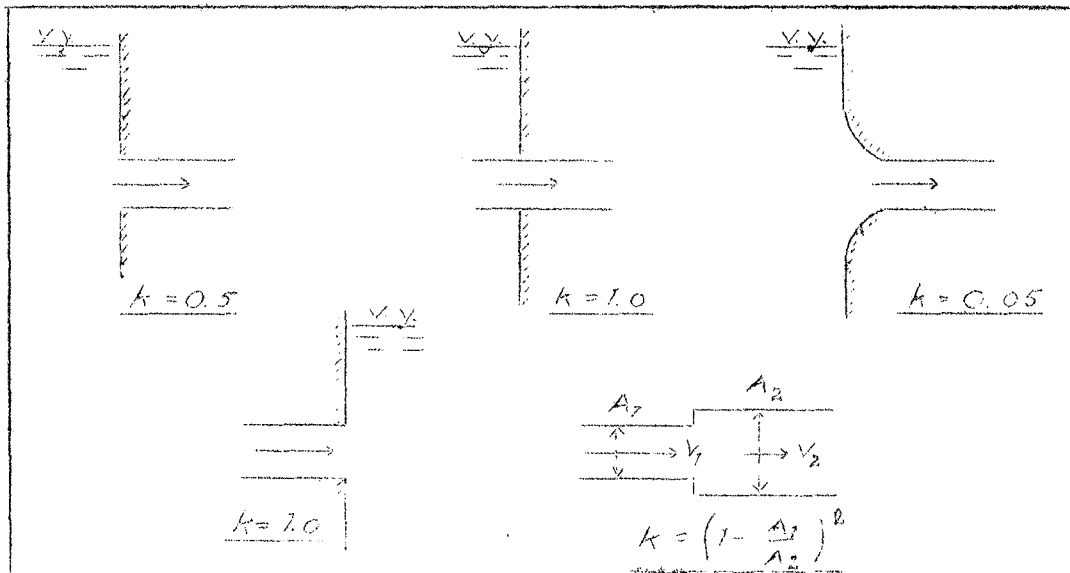 V.Y. V.Y. V.Y.
k = 0.5 k = 1.0 k = 0.05
V.Y.
k = 1.0
A1 A2
V1 V2
k = (1 - A1/A2)^2